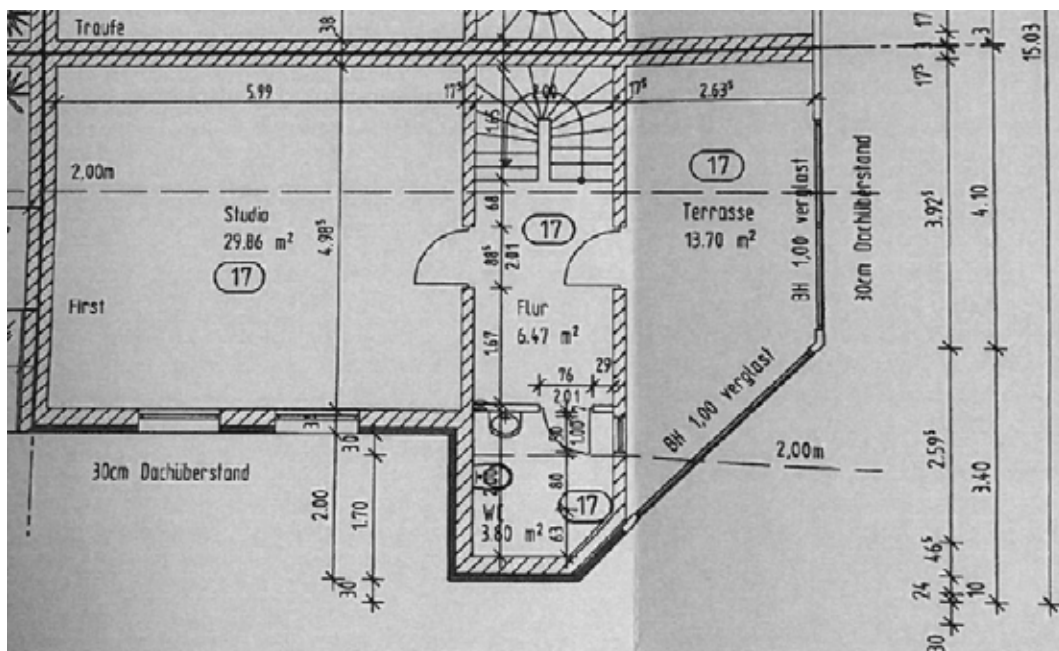 Traufe
38
17
3
3
15.03
17⁵
5.99
17⁵
2.00
17⁵
2.63⁵
1.65
2,00m
Studio
29.86 m²
17
4.98⁵
68
17
88⁵
2.01
17
Terrasse
13.70 m²
BH 1,00 verglast
30cm Dachüberstand
3.92⁵
4.10
First
Flur
6.47 m²
1.67
76
2.01
29
BH 1,00 verglast
2,00m
30cm Dachüberstand
30
2.00
1.70
30
80
WC
3.80 m²
17
63
2.59⁵
3.40
46⁵
24
10
30